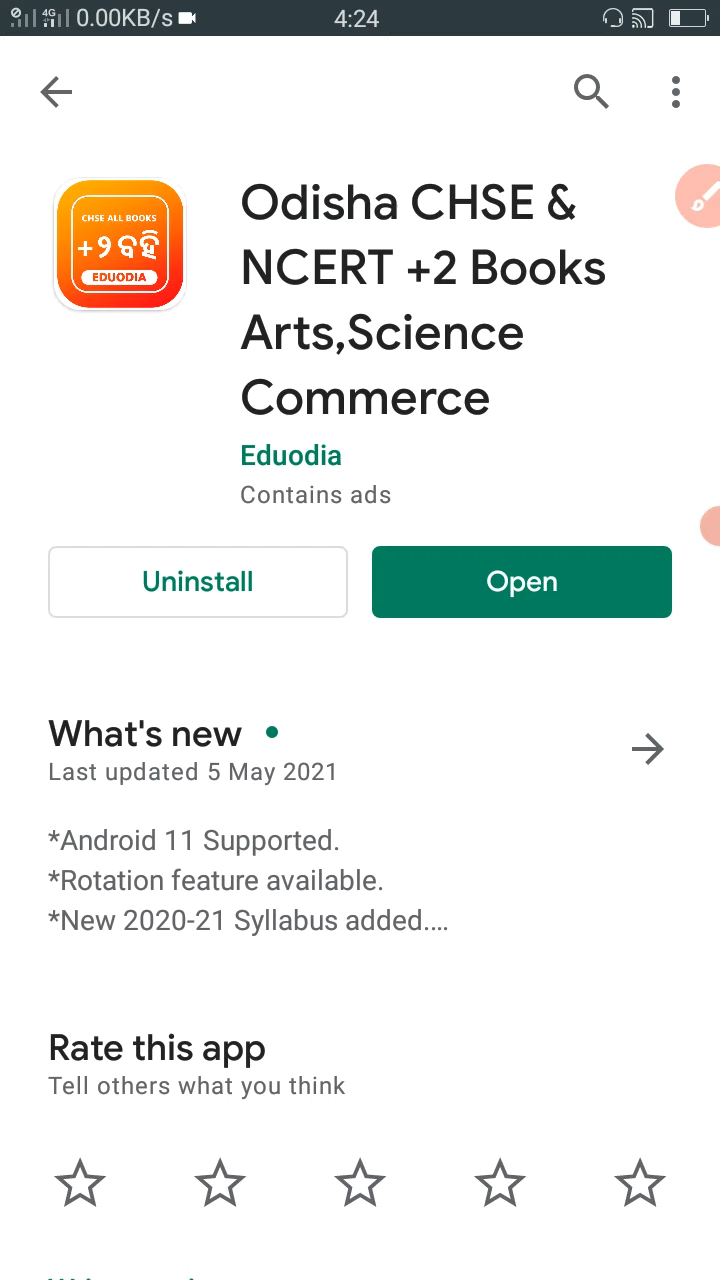 4G 0.00KB/s 4:24
CHSE ALL BOOKS
+୨ ବହି
EDUODIA
Odisha CHSE &
NCERT +2 Books
Arts,Science
Commerce
Eduodia
Contains ads
Uninstall
Open
What's new
Last updated 5 May 2021
*Android 11 Supported.
*Rotation feature available.
*New 2020-21 Syllabus added....
Rate this app
Tell others what you think